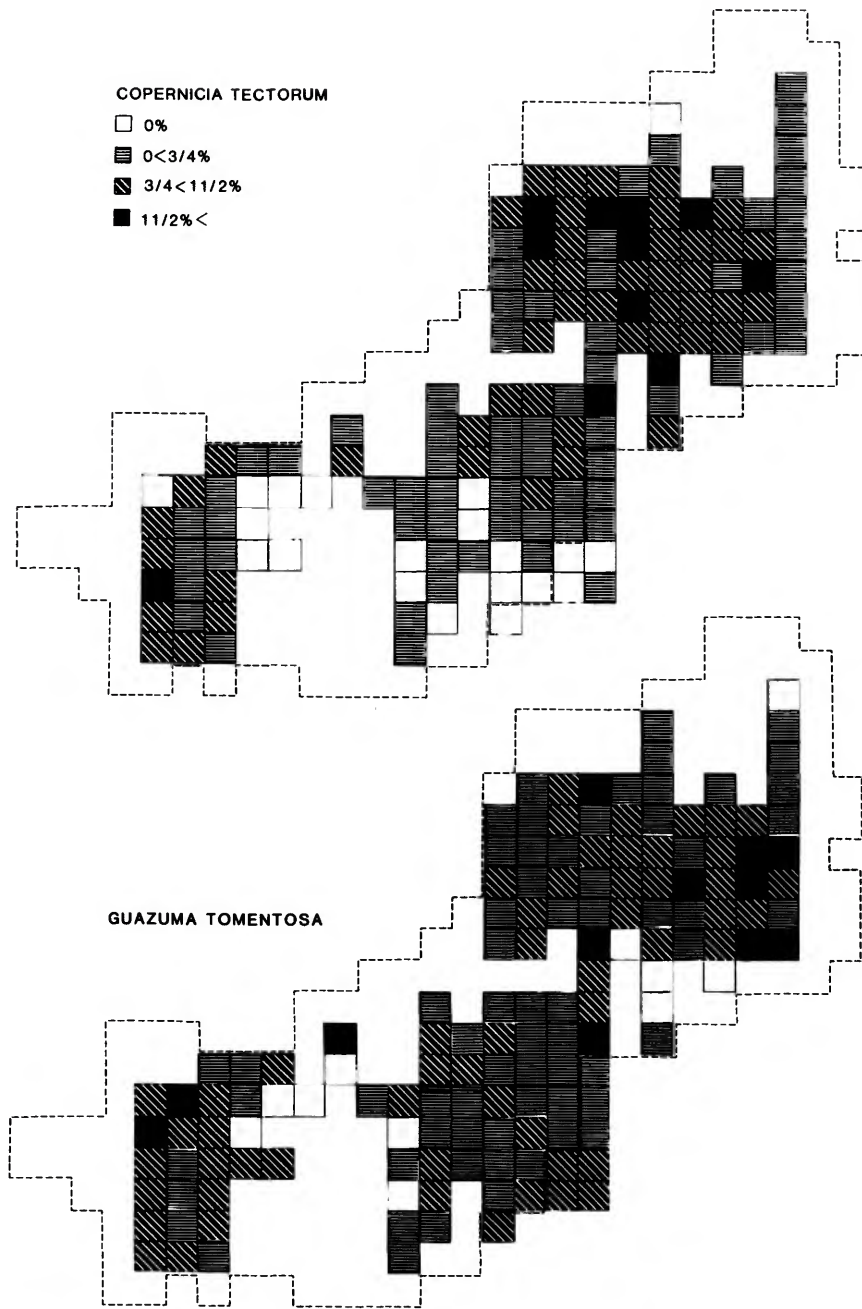 COPERNICIA TECTORUM
0%
0<3/4%
3/4<11/2%
11/2%<
GUAZUMA TOMENTOSA